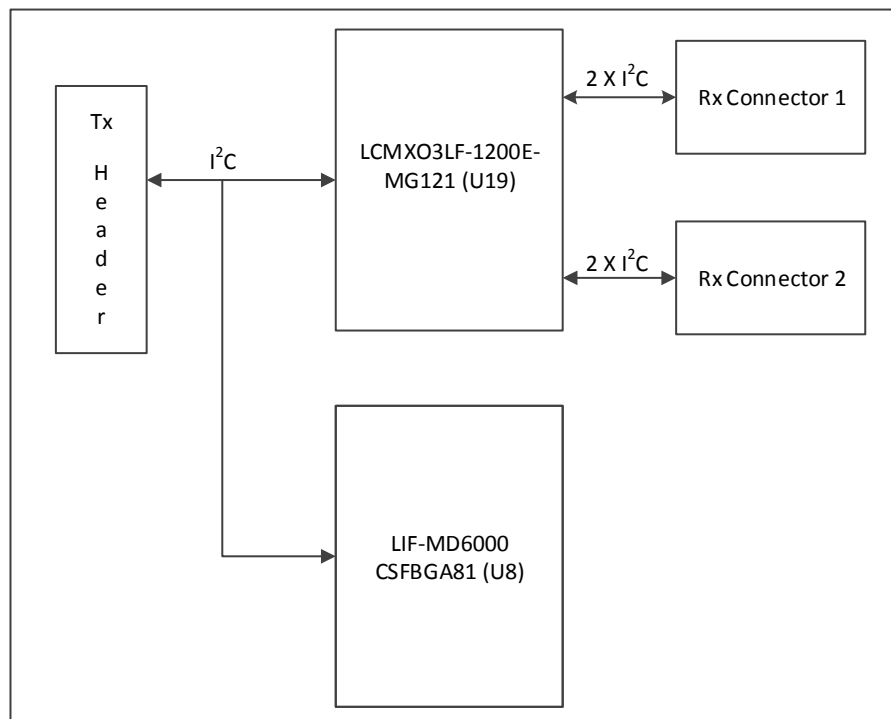 Tx
H
e
a
d
e
r
I²C
LCMXO3LF-1200E-
MG121 (U19)
2 X I²C
Rx Connector 1
2 X I²C
Rx Connector 2
LIF-MD6000
CSFBGA81 (U8)